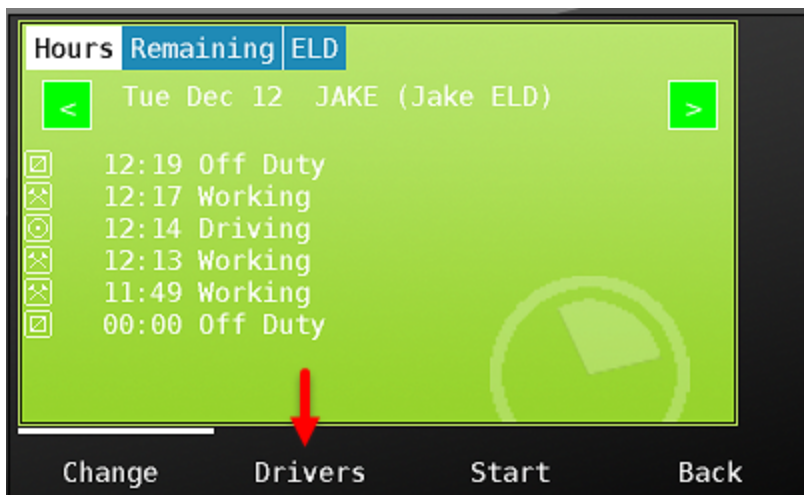 Hours Remaining ELD
< Tue Dec 12 JAKE (Jake ELD) >
12:19 Off Duty
12:17 Working
12:14 Driving
12:13 Working
11:49 Working
00:00 Off Duty
Change Drivers Start Back